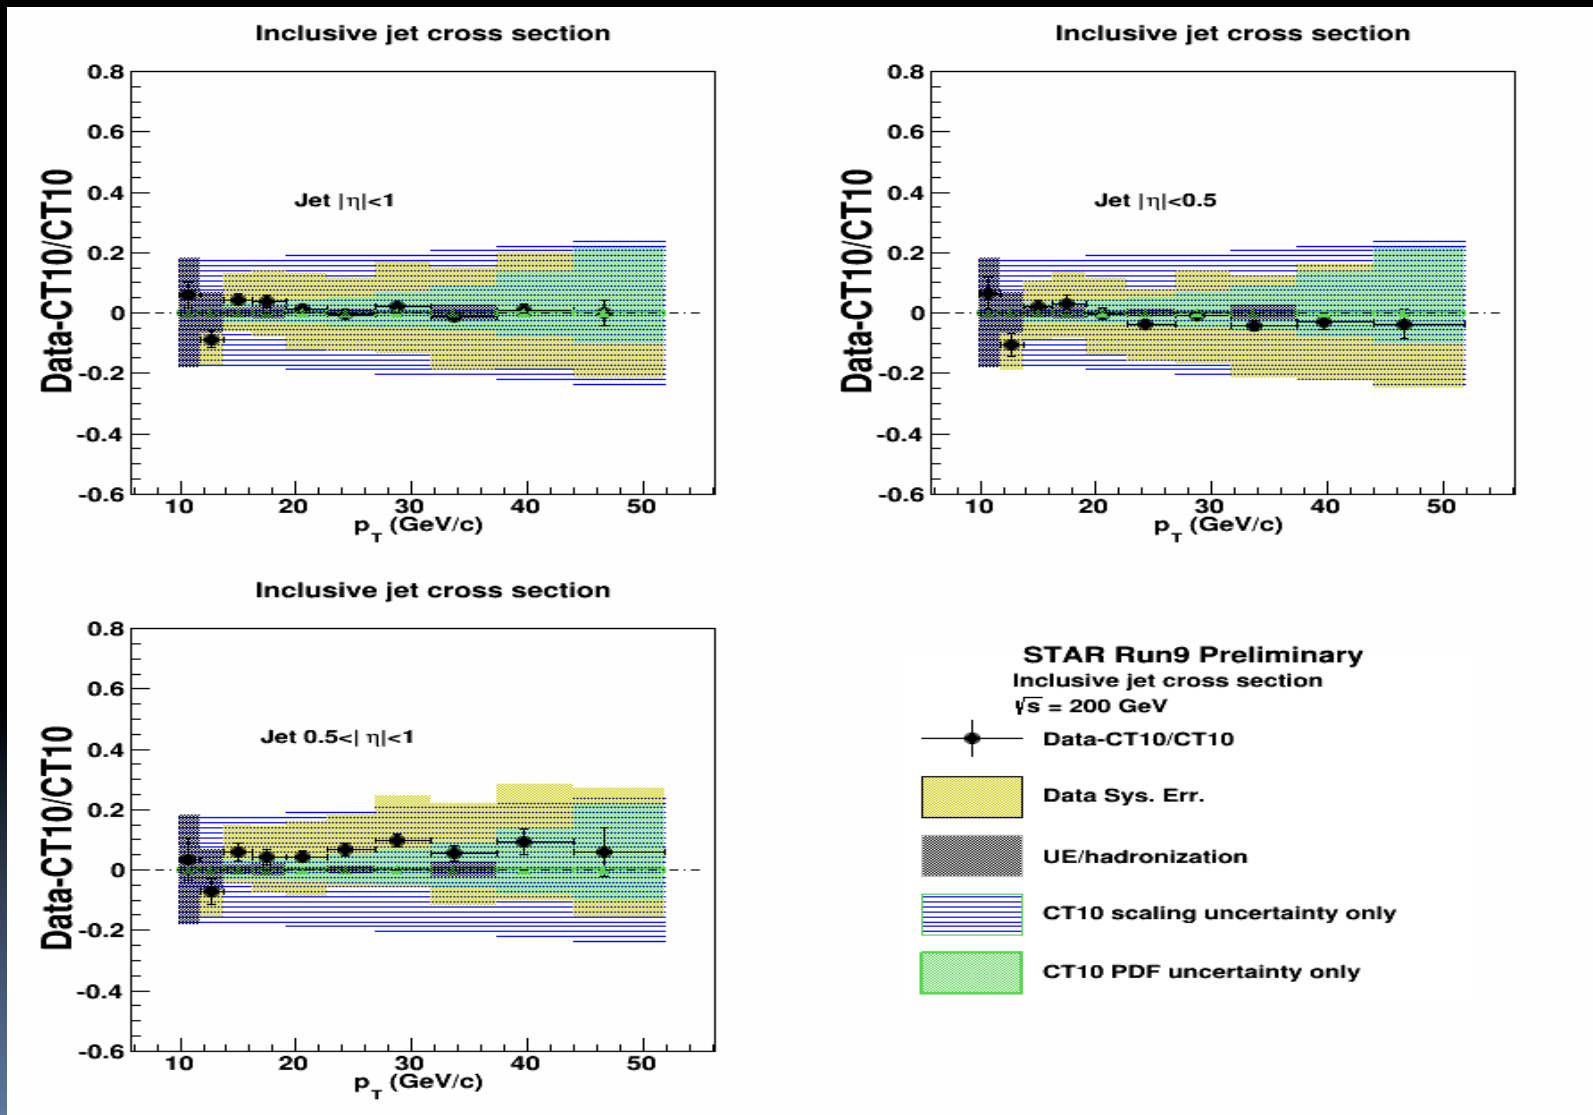 Inclusive jet cross section
Data-CT10/CT10
0.8
0.6
0.4
0.2
0
-0.2
-0.4
-0.6
Jet |η|<1
10 20 30 40 50
p_T (GeV/c)
Inclusive jet cross section
Data-CT10/CT10
0.8
0.6
0.4
0.2
0
-0.2
-0.4
-0.6
Jet |η|<0.5
10 20 30 40 50
p_T (GeV/c)
Inclusive jet cross section
Data-CT10/CT10
0.8
0.6
0.4
0.2
0
-0.2
-0.4
-0.6
Jet 0.5<| η|<1
10 20 30 40 50
p_T (GeV/c)
STAR Run9 Preliminary
Inclusive jet cross section
√s = 200 GeV
Data-CT10/CT10
Data Sys. Err.
UE/hadronization
CT10 scaling uncertainty only
CT10 PDF uncertainty only